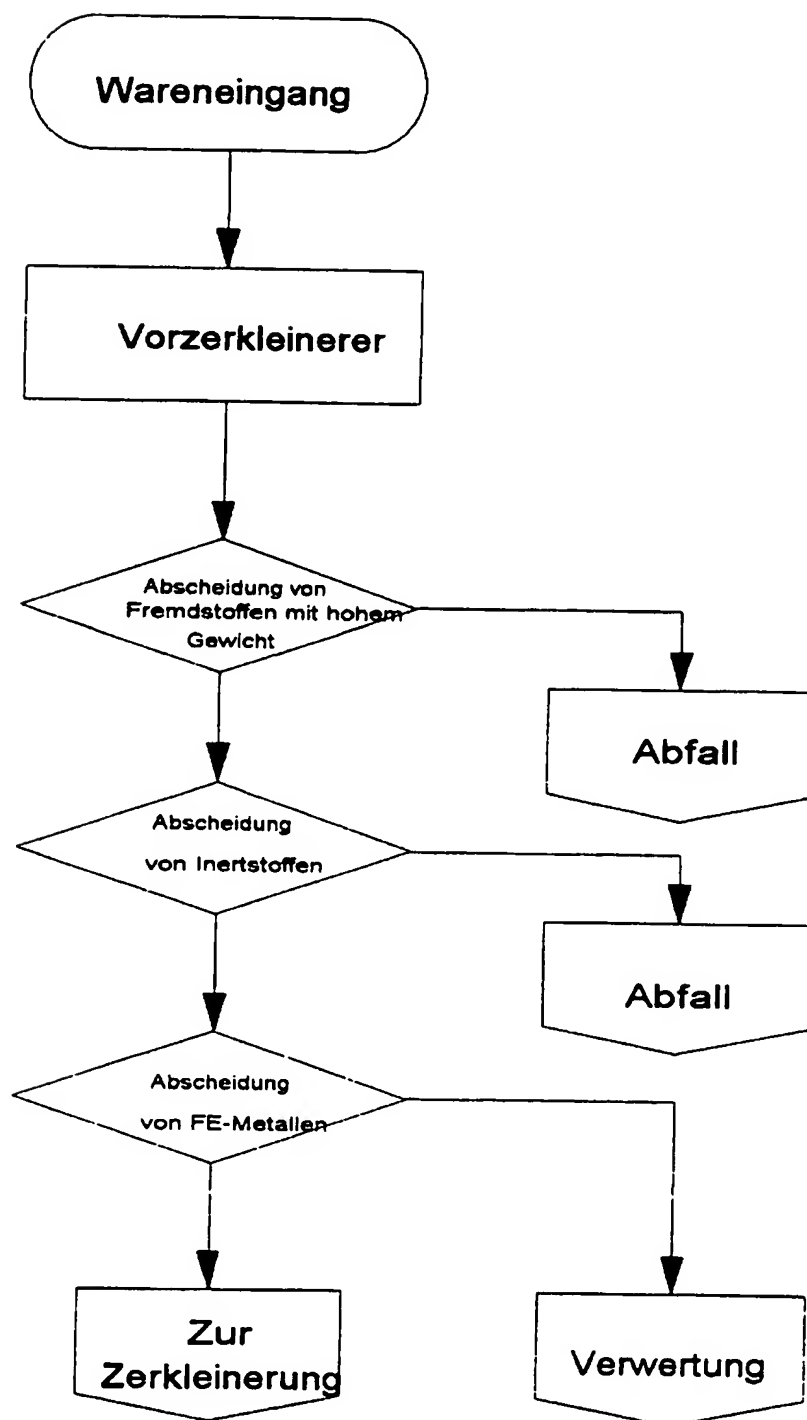 Wareneingang
Vorzerkleinerer
Abscheidung von
Fremdstoffen mit hohem
Gewicht
Abfall
Abscheidung
von Inertstoffen
Abfall
Abscheidung
von FE-Metallen
Zur
Zerkleinerung
Verwertung